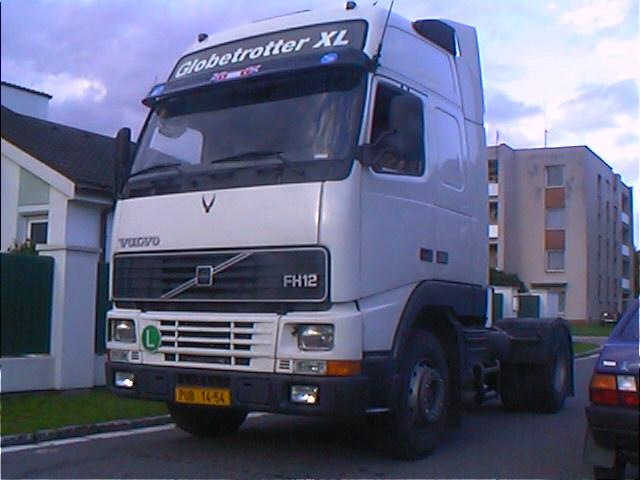 Globetrotter XL
VOLVO
FH12
L
PUB 14-54